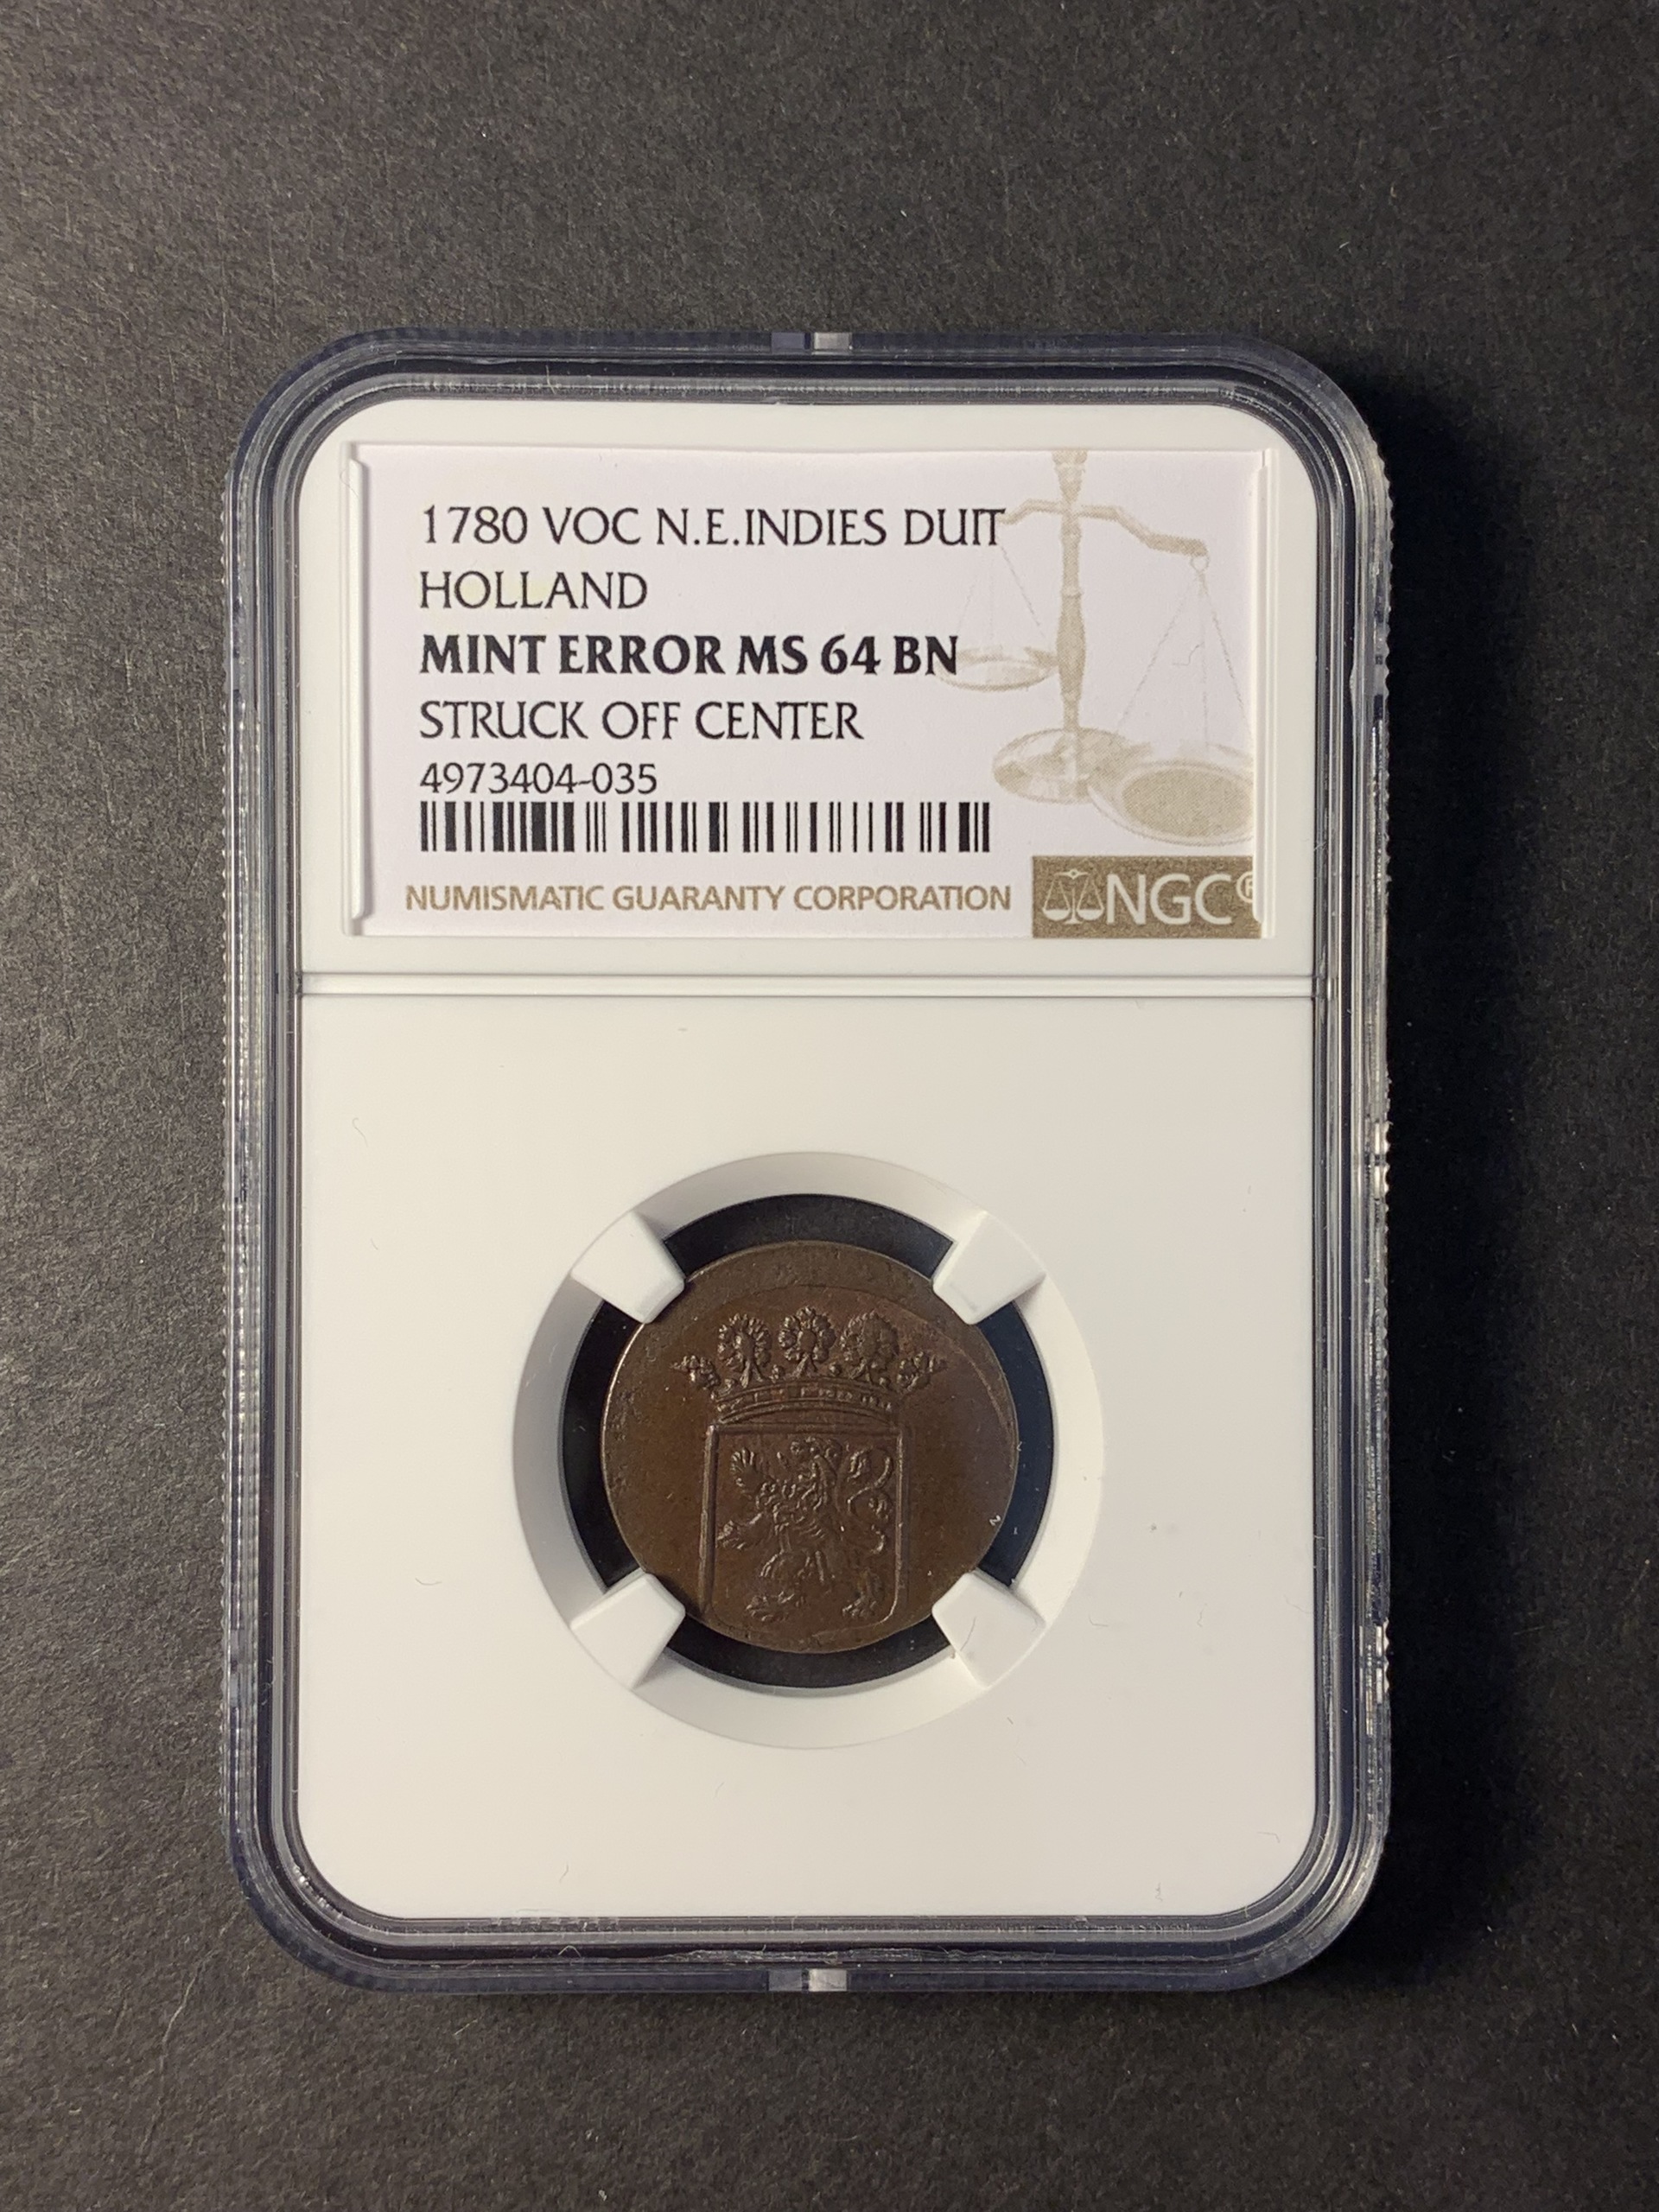 1780 VOC N.E.INDIES DUIT
HOLLAND
MINT ERROR MS 64 BN
STRUCK OFF CENTER
4973404-035
NUMISMATIC GUARANTY CORPORATION
NGC®